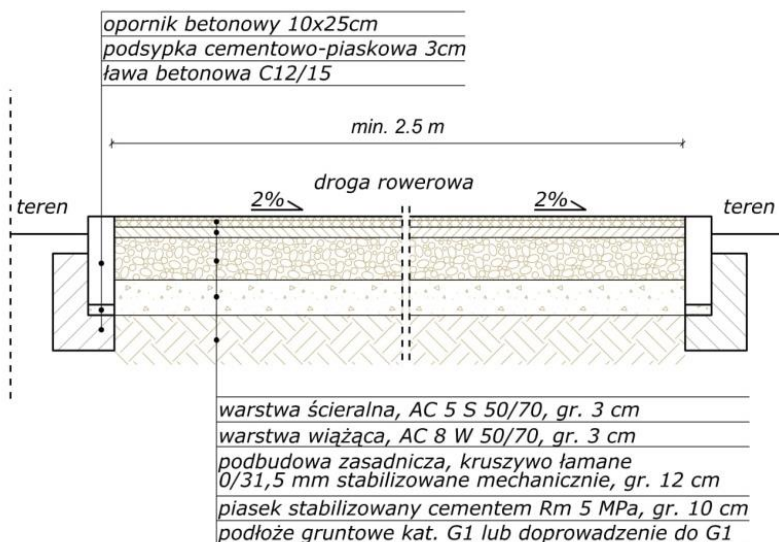 opornik betonowy 10x25cm
podsypka cementowo-piaskowa 3cm
ława betonowa C12/15
min. 2.5 m
droga rowerowa
teren
2%
2%
teren
warstwa ścieralna, AC 5 S 50/70, gr. 3 cm
warstwa wiążąca, AC 8 W 50/70, gr. 3 cm
podbudowa zasadnicza, kruszywo łamane
0/31,5 mm stabilizowane mechanicznie, gr. 12 cm
piasek stabilizowany cementem Rm 5 MPa, gr. 10 cm
podłoże gruntowe kat. G1 lub doprowadzenie do G1